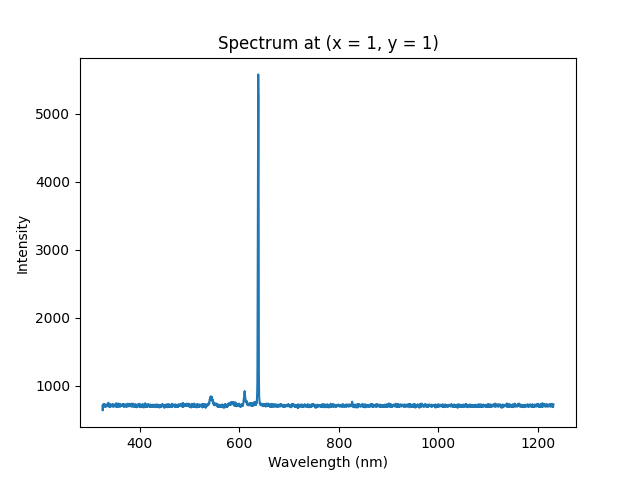 Spectrum at (x = 1, y = 1)
5000
4000
3000
2000
1000
Intensity
400 600 800 1000 1200
Wavelength (nm)